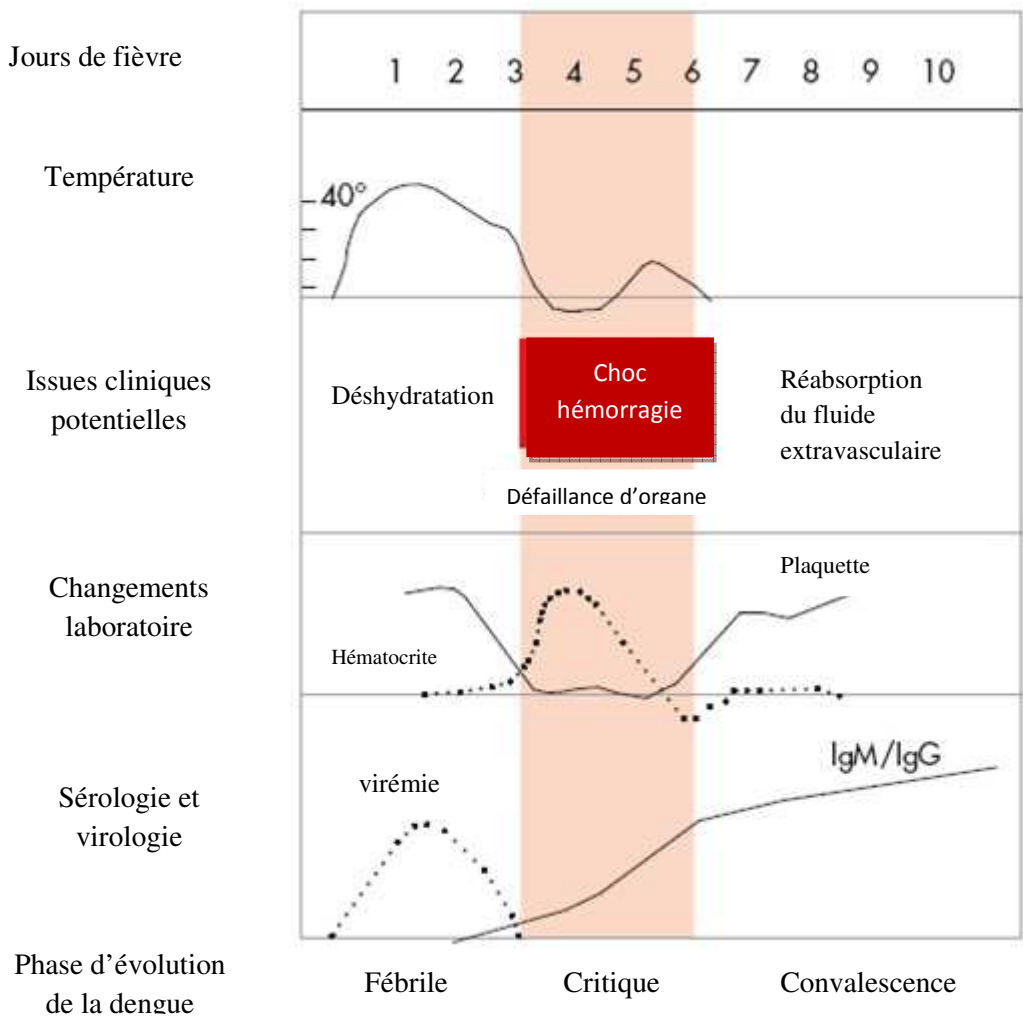 Jours de fièvre
1 2 3 4 5 6 7 8 9 10
Température
40°
Issues cliniques
potentielles
Déshydratation
Choc
hémorragie
Réabsorption
du fluide
extravasculaire
Défaillance d'organe
Changements
laboratoire
Plaquette
Hématocrite
Sérologie et
virologie
virémie
IgM/IgG
Phase d'évolution
de la dengue
Fébrile
Critique
Convalescence